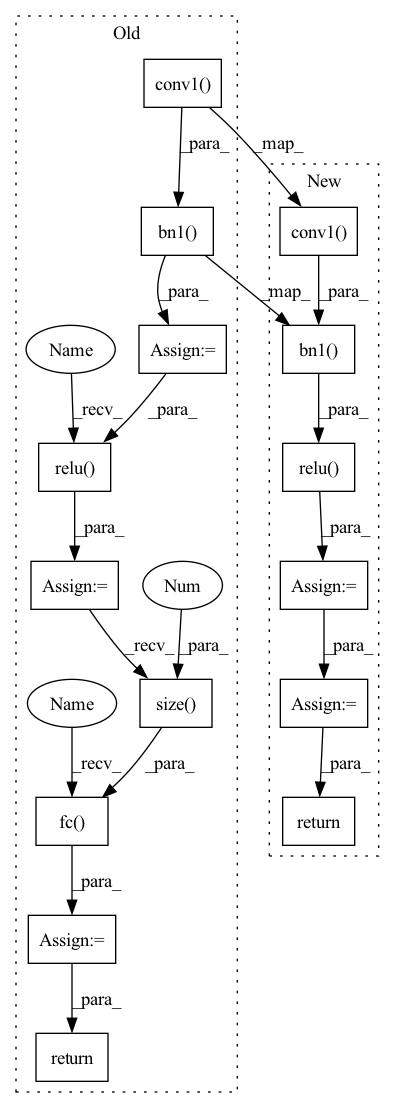 Old
conv1()
_para_
_map_
New
bn1()
conv1()
_para_
_map_
_para_
Name
Assign:=
bn1()
_recv_
_para_
_para_
relu()
relu()
_para_
_para_
Assign:=
Num
Assign:=
_recv_
_para_
_para_
Name
size()
Assign:=
_recv_
_para_
_para_
fc()
return
_para_
Assign:=
_para_
return